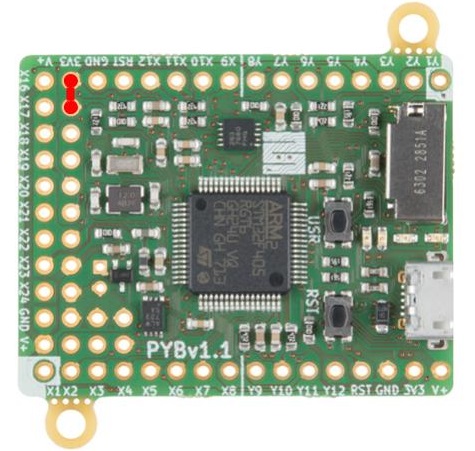 V+ 3V3 GND RST X12 X11 X10 X9 Y8 Y7 Y6 Y5 Y4 Y3 Y2 Y1
X16
X17
X18
X19
X20
X21
X22
X23
X24
GND
V+
6302 2851A
ARM
STM32F405
USR
RST
PYBv1.1
X1 X2 X3 X4 X5 X6 X7 X8 Y9 Y10 Y11 Y12 RST GND 3V3 V+